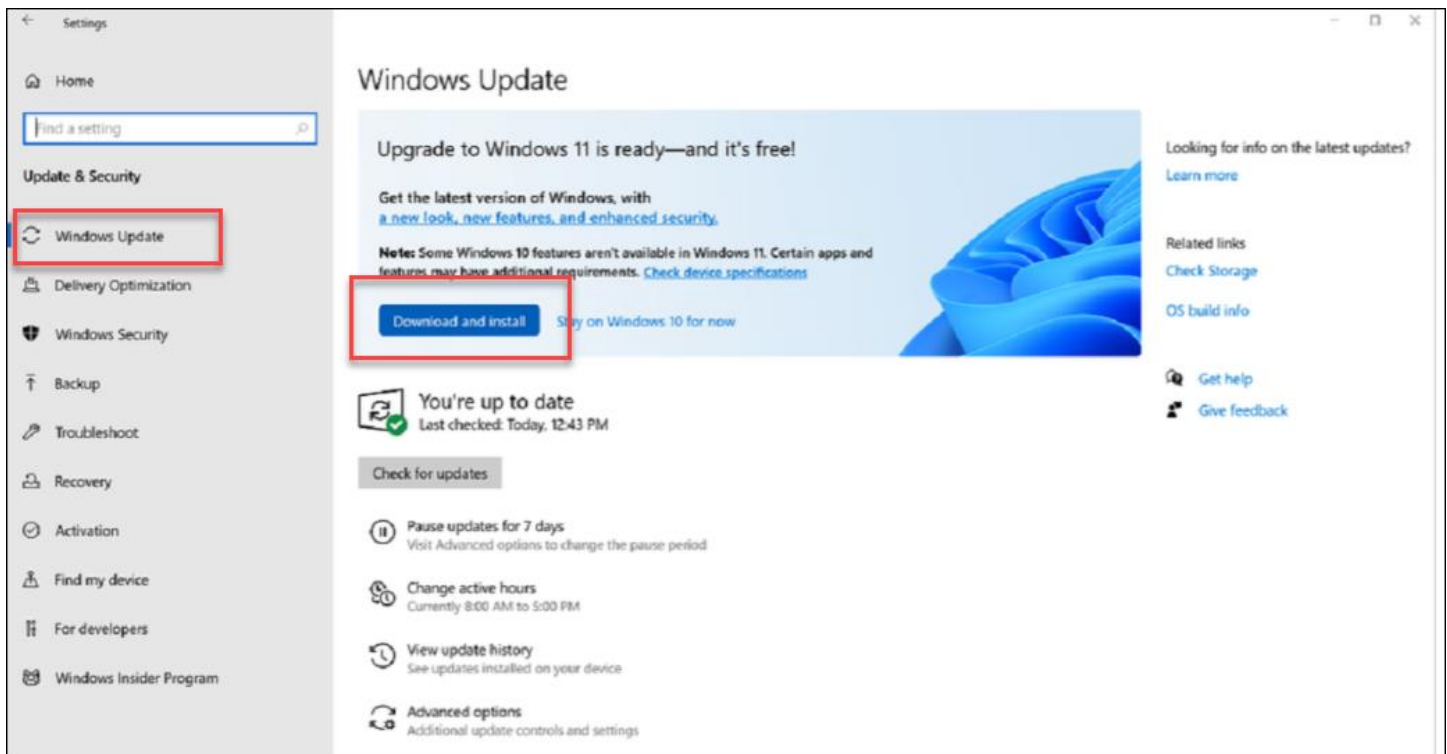 Settings
Home
Find a setting
Update & Security
Windows Update
Delivery Optimization
Windows Security
Backup
Troubleshoot
Recovery
Activation
Find my device
For developers
Windows Insider Program
Windows Update
Upgrade to Windows 11 is ready—and it's free!
Get the latest version of Windows, with
a new look, new features, and enhanced security.
Note: Some Windows 10 features aren't available in Windows 11. Certain apps and
features may have additional requirements. Check device specifications
Download and install
Stay on Windows 10 for now
You're up to date
Last checked: Today, 12:43 PM
Check for updates
Pause updates for 7 days
Visit Advanced options to change the pause period
Change active hours
Currently 8:00 AM to 5:00 PM
View update history
See updates installed on your device
Advanced options
Additional update controls and settings
Looking for info on the latest updates?
Learn more
Related links
Check Storage
OS build info
Get help
Give feedback